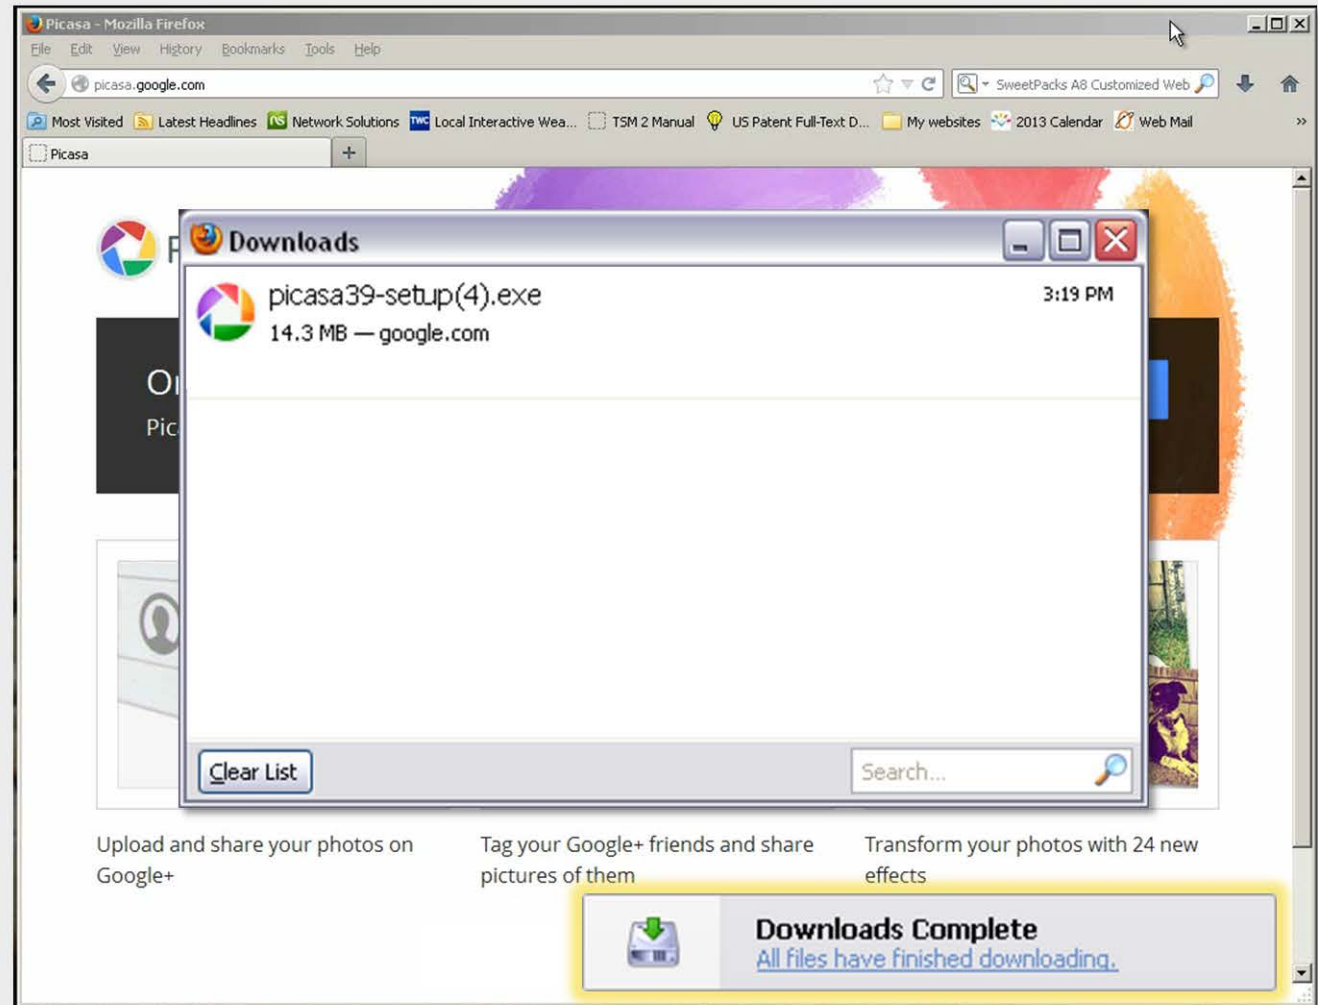 Picasa - Mozilla Firefox
File Edit View History Bookmarks Tools Help
picasa.google.com
SweetPacks A8 Customized Web
Most Visited Latest Headlines Network Solutions TWC Local Interactive Wea... TSM 2 Manual US Patent Full-Text D... My websites 2013 Calendar Web Mail »
Picasa +
Downloads
picasa39-setup(4).exe 3:19 PM
14.3 MB — google.com
Clear List Search...
Upload and share your photos on
Google+
Tag your Google+ friends and share
pictures of them
Transform your photos with 24 new
effects
Downloads Complete
All files have finished downloading.